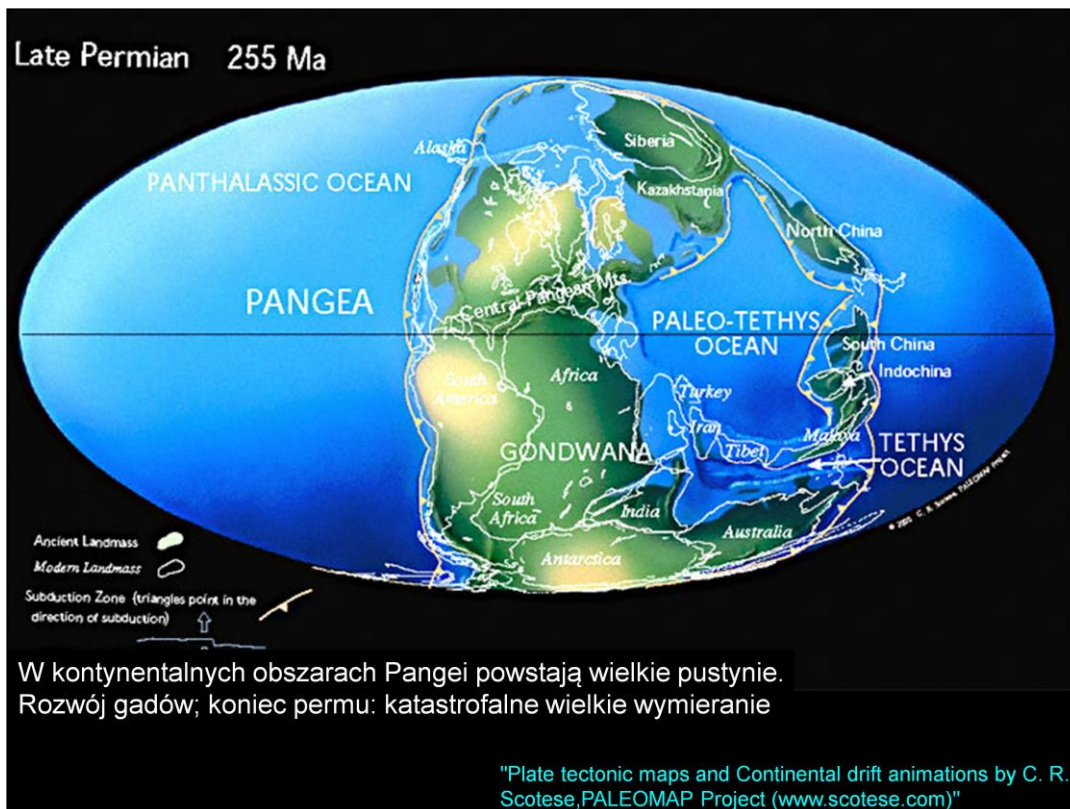 Late Permian 255 Ma
Siberia
Alaska
PANTHALASSIC OCEAN
Kazakhstania
North China
Central Pangean Mts.
PANGEA
PALEO-TETHYS
OCEAN
South China
Indochina
South
America
Africa
Turkey
Iran
Malaya
GONDWANA
Tibet
TETHYS
OCEAN
South
Africa
India
Australia
Antarctica
© 2000 C. R. Scotese, PALEOMAP Project
Ancient Landmass
Modern Landmass
Subduction Zone (triangles point in the
direction of subduction)
W kontynentalnych obszarach Pangei powstają wielkie pustynie.
Rozwój gadów; koniec permu: katastrofalne wielkie wymieranie
"Plate tectonic maps and Continental drift animations by C. R.
Scotese,PALEOMAP Project (www.scotese.com)"